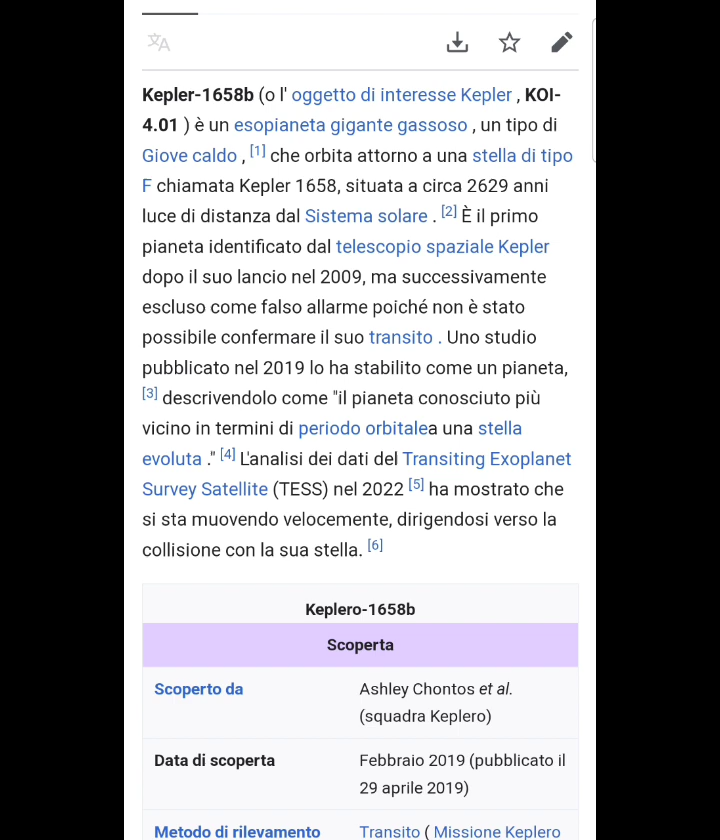 Kepler-1658b (o l' oggetto di interesse Kepler , KOI-
4.01 ) è un esopianeta gigante gassoso , un tipo di
Giove caldo , [1] che orbita attorno a una stella di tipo
F chiamata Kepler 1658, situata a circa 2629 anni
luce di distanza dal Sistema solare . [2] È il primo
pianeta identificato dal telescopio spaziale Kepler
dopo il suo lancio nel 2009, ma successivamente
escluso come falso allarme poiché non è stato
possibile confermare il suo transito . Uno studio
pubblicato nel 2019 lo ha stabilito come un pianeta,
[3] descrivendolo come "il pianeta conosciuto più
vicino in termini di periodo orbitalea una stella
evoluta ." [4] L'analisi dei dati del Transiting Exoplanet
Survey Satellite (TESS) nel 2022 [5] ha mostrato che
si sta muovendo velocemente, dirigendosi verso la
collisione con la sua stella. [6]
Keplero-1658b
Scoperta
Scoperto da Ashley Chontos et al.
(squadra Keplero)
Data di scoperta Febbraio 2019 (pubblicato il
29 aprile 2019)
Metodo di rilevamento Transito ( Missione Keplero